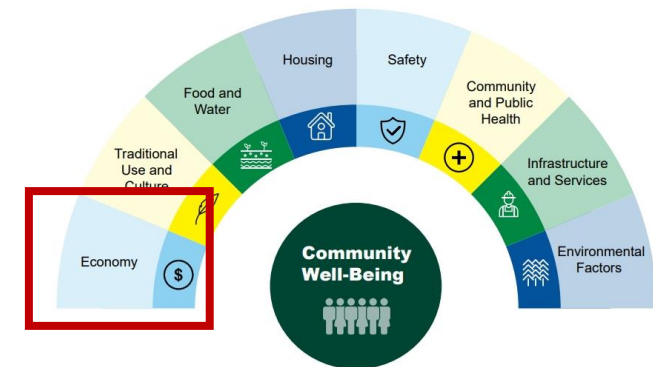 Economy
Traditional
Use and
Culture
Food and
Water
Housing
Safety
Community
and Public
Health
Infrastructure
and Services
Environmental
Factors
$
Community
Well-Being